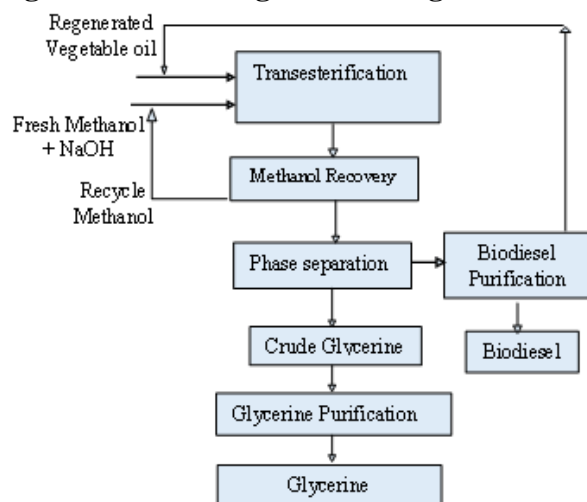 Regenerated
Vegetable oil
Transesterification
Fresh Methanol
+ NaOH
Methanol Recovery
Recycle
Methanol
Phase separation
Biodiesel
Purification
Crude Glycerine
Biodiesel
Glycerine Purification
Glycerine